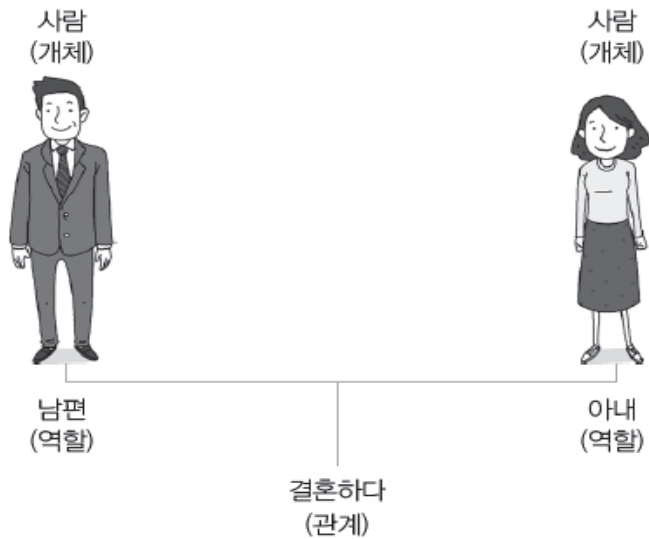 사람
(개체)
사람
(개체)
남편
(역할)
아내
(역할)
결혼하다
(관계)